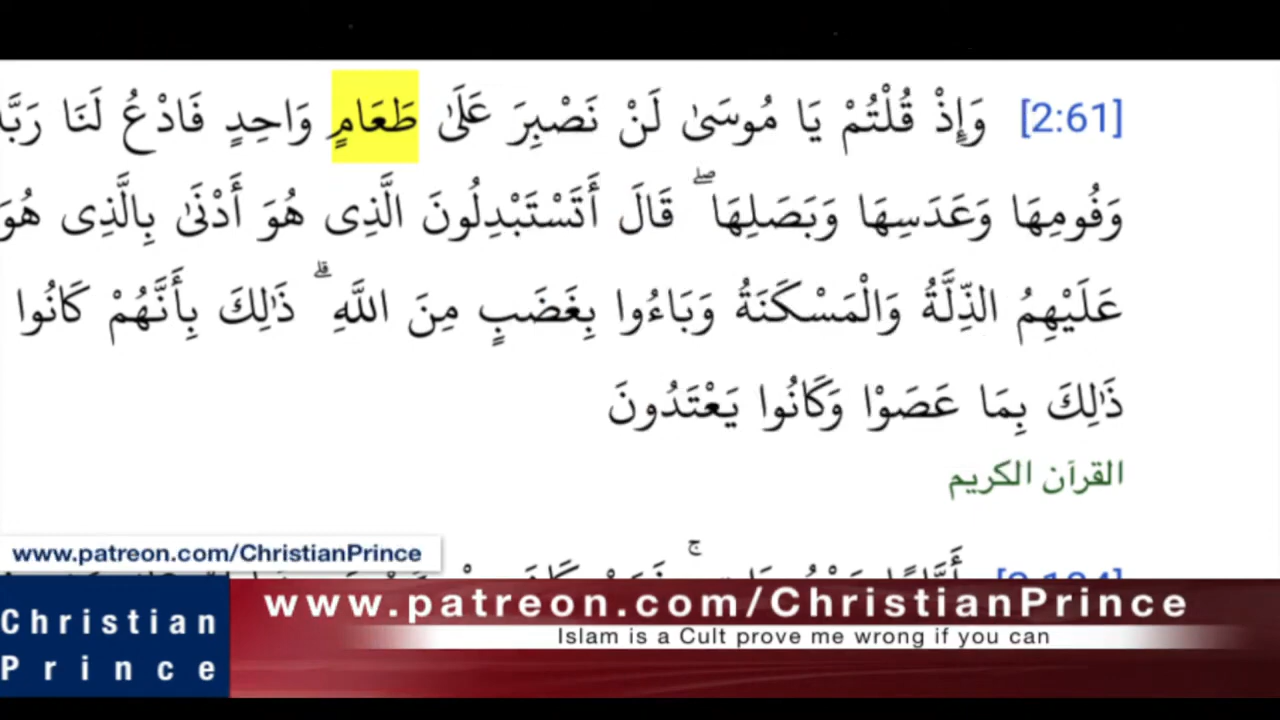 [2:61] وَإِذْ قُلْتُمْ يَا مُوسَىٰ لَنْ نَصْبِرَ عَلَىٰ طَعَامٍ وَاحِدٍ فَادْعُ لَنَا رَبَّ
وَفُومِهَا وَعَدَسِهَا وَبَصَلِهَا ۖ قَالَ أَتَسْتَبْدِلُونَ الَّذِى هُوَ أَدْنَىٰ بِالَّذِى هُوَ
عَلَيْهِمُ الذِّلَّةُ وَالْمَسْكَنَةُ وَبَاءُوا بِغَضَبٍ مِنَ اللَّهِ ۗ ذَٰلِكَ بِأَنَّهُمْ كَانُوا
ذَٰلِكَ بِمَا عَصَوْا وَكَانُوا يَعْتَدُونَ
القرآن الكريم
www.patreon.com/ChristianPrince
www.patreon.com/ChristianPrince
Islam is a Cult prove me wrong if you can
Christian
Prince